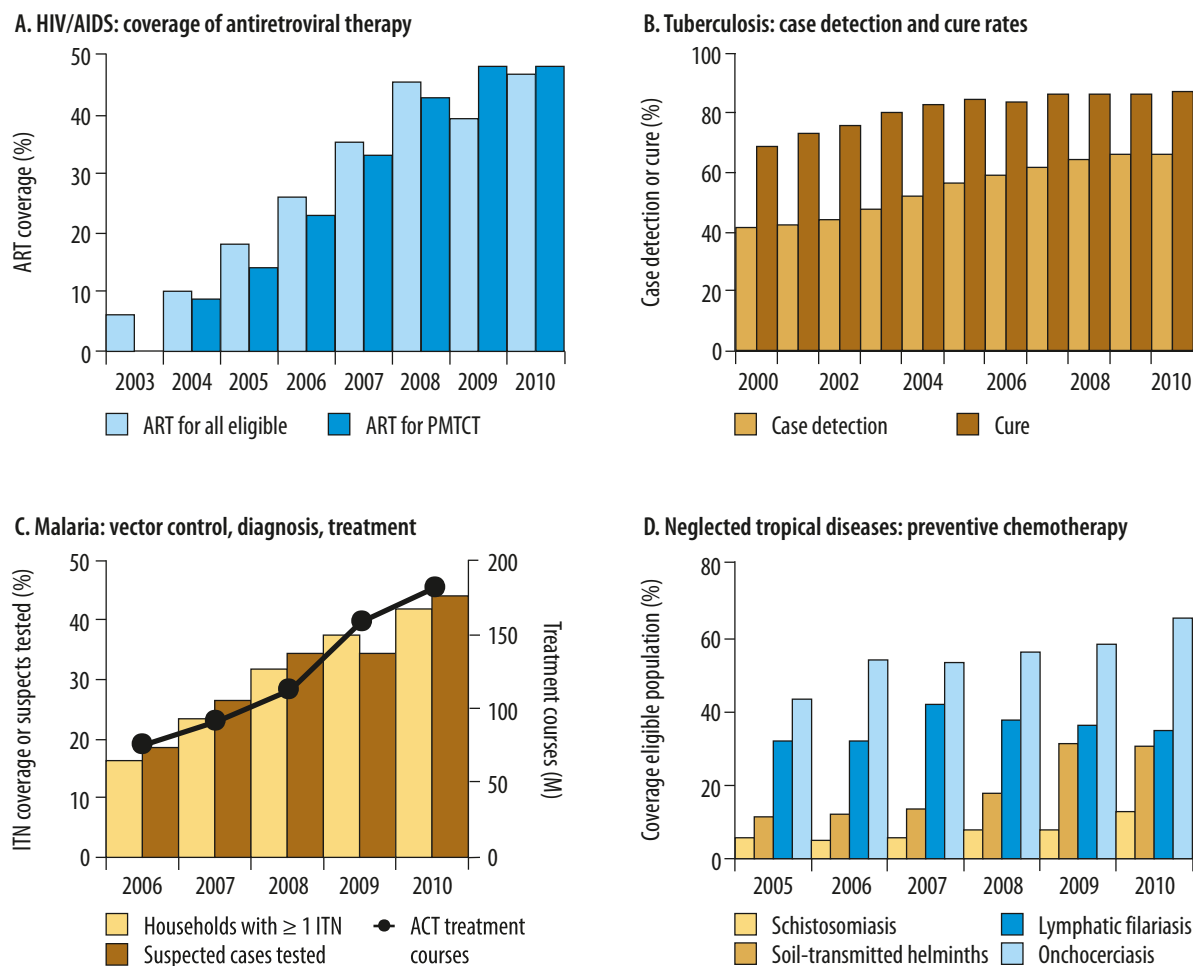 A. HIV/AIDS: coverage of antiretroviral therapy
ART coverage (%)
50
40
30
20
10
0
2003 2004 2005 2006 2007 2008 2009 2010
ART for all eligible ART for PMTCT
B. Tuberculosis: case detection and cure rates
Case detection or cure (%)
100
80
60
40
20
0
2000 2002 2004 2006 2008 2010
Case detection Cure
C. Malaria: vector control, diagnosis, treatment
ITN coverage or suspects tested (%)
50
40
30
20
10
0
200
150
100
50
0
Treatment courses (M)
2006 2007 2008 2009 2010
Households with ≥ 1 ITN ACT treatment
Suspected cases tested courses
D. Neglected tropical diseases: preventive chemotherapy
Coverage eligible population (%)
80
60
40
20
0
2005 2006 2007 2008 2009 2010
Schistosomiasis Lymphatic filariasis
Soil-transmitted helminths Onchocerciasis